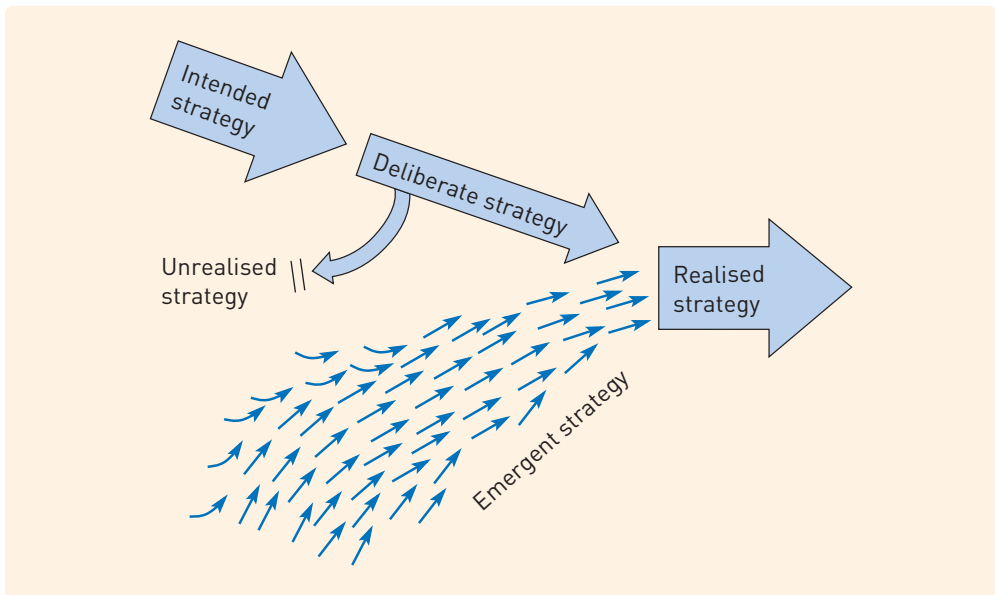 Intended
strategy
Deliberate strategy
Unrealised
strategy
Realised
strategy
Emergent strategy